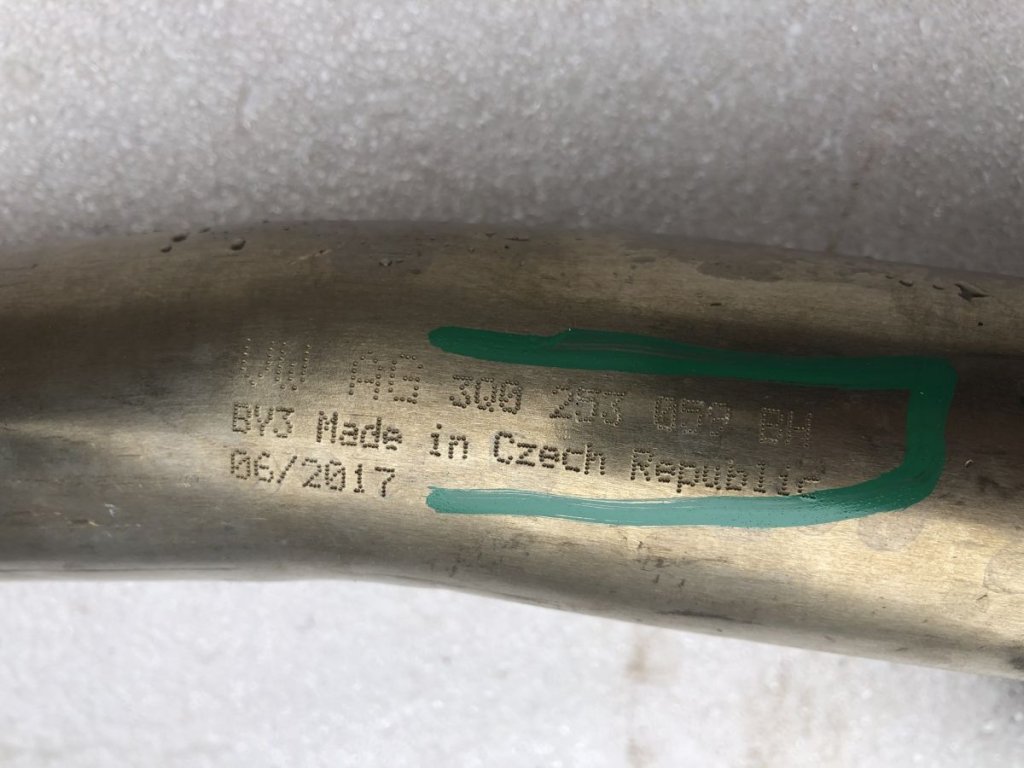 VW AG 3Q0 253 059 BH
BY3 Made in Czech Republic
06/2017